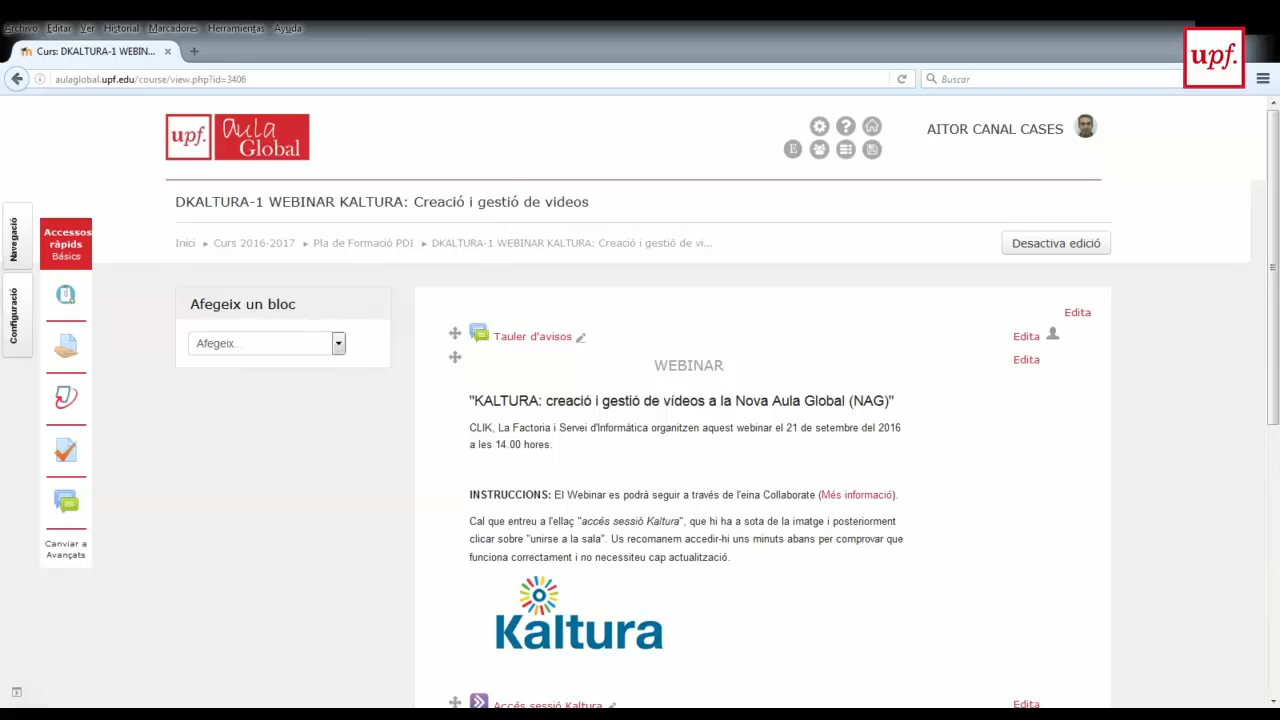 Archivo Editar Ver Historial Marcadores Herramientas Ayuda
Curs: DKALTURA-1 WEBIN...
aulaglobal.upf.edu/course/view.php?id=3406
Buscar
upf.
upf. Aula Global
E
AITOR CANAL CASES
DKALTURA-1 WEBINAR KALTURA: Creació i gestió de videos
Inici ▸ Curs 2016-2017 ▸ Pla de Formació PDI ▸ DKALTURA-1 WEBINAR KALTURA: Creació i gestió de vi...
Desactiva edició
Navegació
Configuració
Accessos
ràpids
Básics
Canviar a
Avançats
Afegeix un bloc
Afegeix...
Edita
Tauler d'avisos
Edita
WEBINAR
Edita
"KALTURA: creació i gestió de vídeos a la Nova Aula Global (NAG)"
CLIK, La Factoria i Servei d'Informàtica organitzen aquest webinar el 21 de setembre del 2016
a les 14.00 hores.
INSTRUCCIONS: El Webinar es podrà seguir a través de l'eina Collaborate (Més informació).
Cal que entreu a l'ellaç "accés sessió Kaltura", que hi ha a sota de la imatge i posteriorment
clicar sobre "unirse a la sala". Us recomanem accedir-hi uns minuts abans per comprovar que
funciona correctament i no necessiteu cap actualització.
Kaltura
Accés sessió Kaltura
Edita